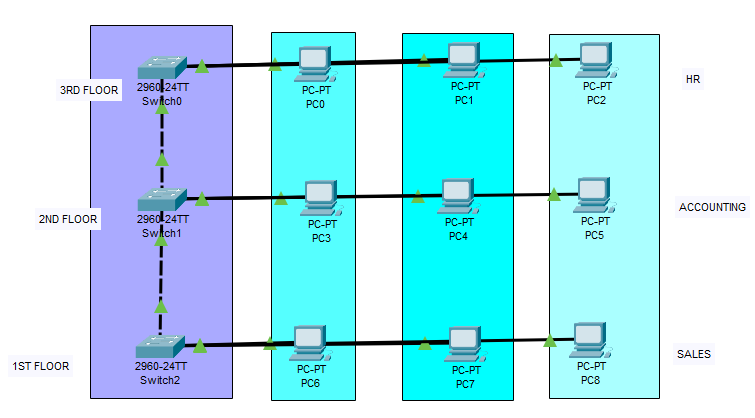 3RD FLOOR
2960-24TT
Switch0
PC-PT
PC0
PC-PT
PC1
PC-PT
PC2
HR
2ND FLOOR
2960-24TT
Switch1
PC-PT
PC3
PC-PT
PC4
PC-PT
PC5
ACCOUNTING
1ST FLOOR
2960-24TT
Switch2
PC-PT
PC6
PC-PT
PC7
PC-PT
PC8
SALES